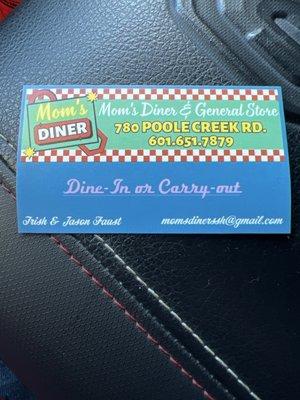 Mom's
DINER
Mom's Diner & General Store
780 POOLE CREEK RD.
601.651.7879
Dine-In or Carry-out
Trish & Jason Faust
momsdinerssh@gmail.com